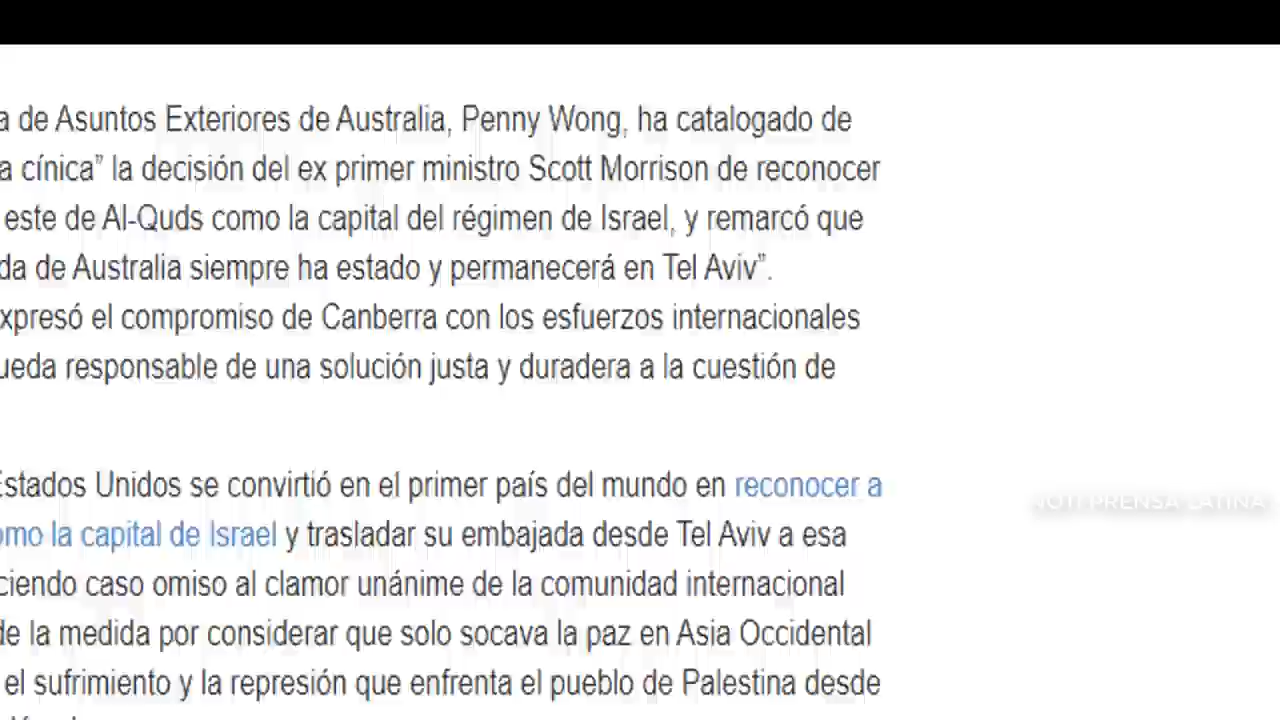 a de Asuntos Exteriores de Australia, Penny Wong, ha catalogado de
a cínica” la decisión del ex primer ministro Scott Morrison de reconocer
este de Al-Quds como la capital del régimen de Israel, y remarcó que
da de Australia siempre ha estado y permanecerá en Tel Aviv”.
xpresó el compromiso de Canberra con los esfuerzos internacionales
ueda responsable de una solución justa y duradera a la cuestión de
Estados Unidos se convirtió en el primer país del mundo en reconocer a
NOTI PRENSA LATINA
omo la capital de Israel y trasladar su embajada desde Tel Aviv a esa
ciendo caso omiso al clamor unánime de la comunidad internacional
de la medida por considerar que solo socava la paz en Asia Occidental
el sufrimiento y la represión que enfrenta el pueblo de Palestina desde